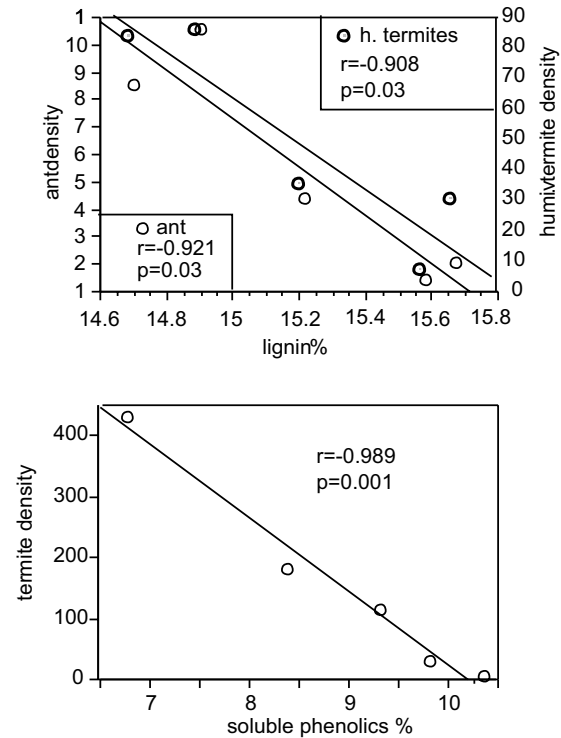 1
10
9
8
7
6
5
4
3
2
1
antdensity
90
80
70
60
50
40
30
20
10
0
humivtermite density
h. termites
r=-0.908
p=0.03
ant
r=-0.921
p=0.03
14.6 14.8 15 15.2 15.4 15.6 15.8
lignin%
400
300
200
100
0
termite density
r=-0.989
p=0.001
7 8 9 10
soluble phenolics %